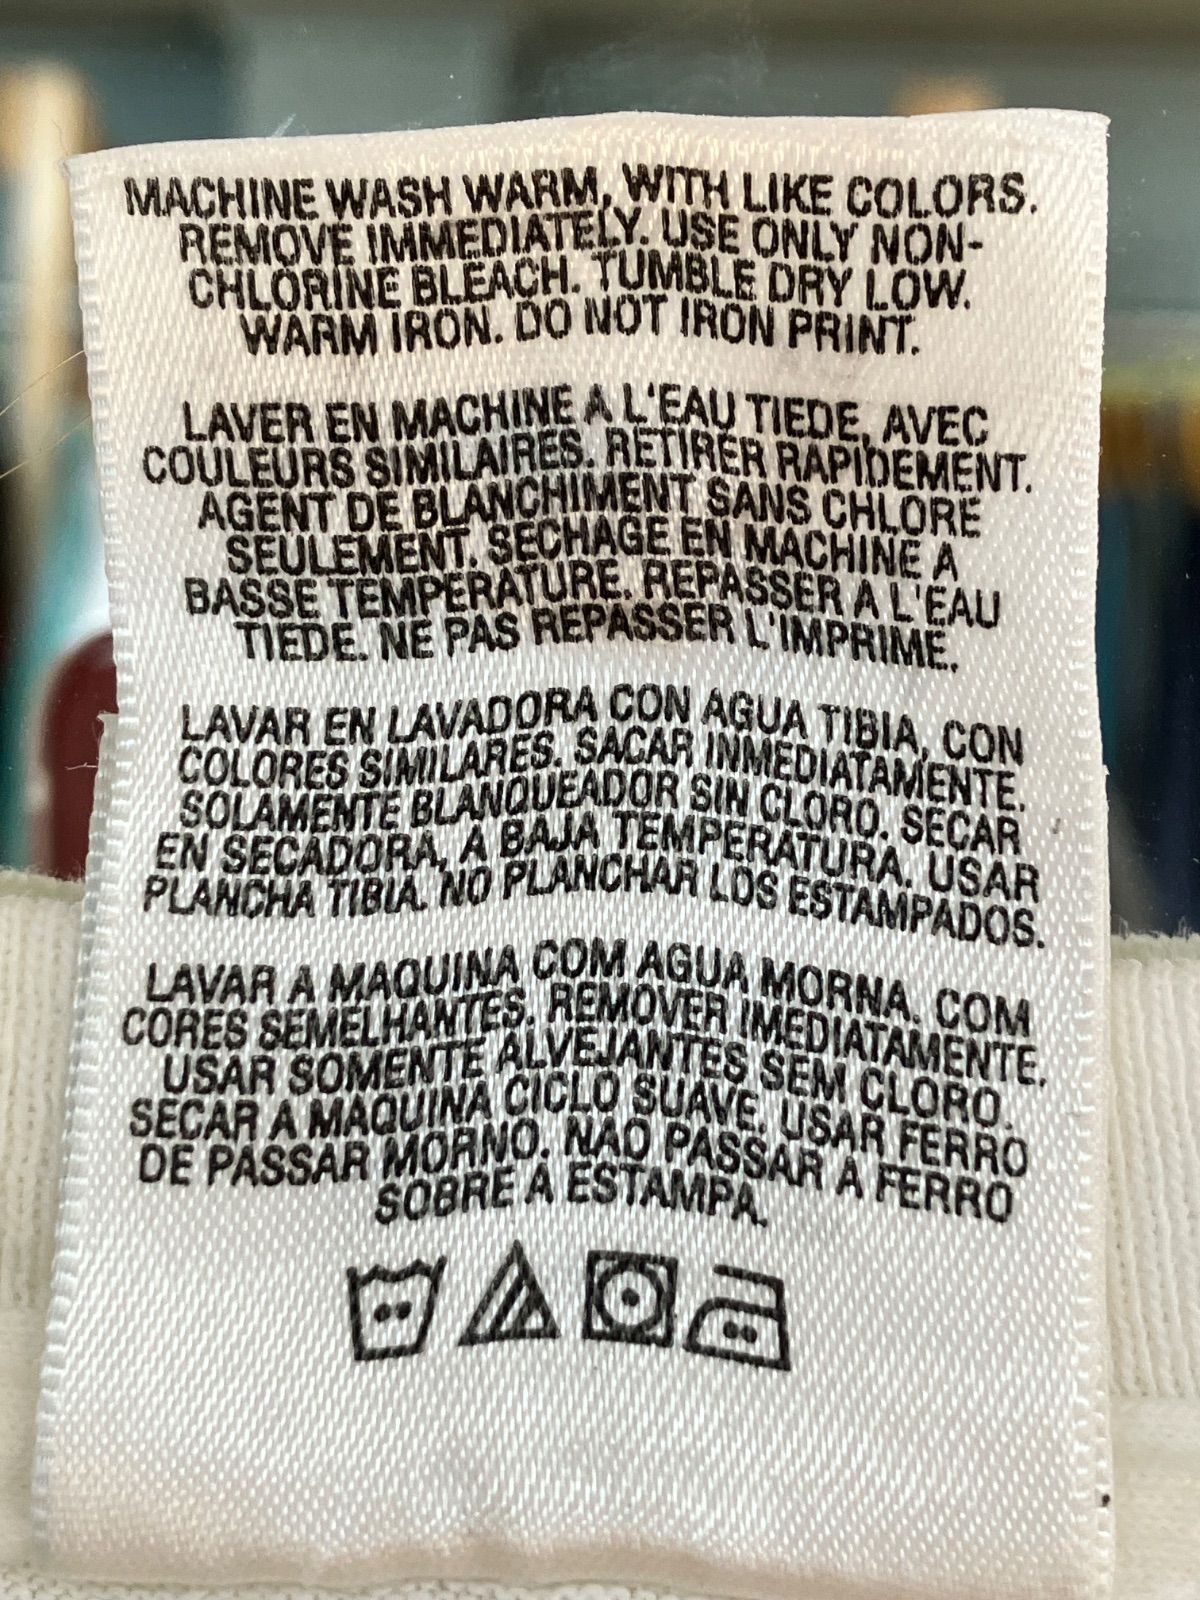 MACHINE WASH WARM, WITH LIKE COLORS.
REMOVE IMMEDIATELY. USE ONLY NON-
CHLORINE BLEACH. TUMBLE DRY LOW.
WARM IRON. DO NOT IRON PRINT.
LAVER EN MACHINE A L'EAU TIEDE, AVEC
COULEURS SIMILAIRES. RETIRER RAPIDEMENT.
AGENT DE BLANCHIMENT SANS CHLORE
SEULEMENT. SECHAGE EN MACHINE A
BASSE TEMPERATURE. REPASSER A L'EAU
TIEDE. NE PAS REPASSER L'IMPRIME.
LAVAR EN LAVADORA CON AGUA TIBIA, CON
COLORES SIMILARES. SACAR INMEDIATAMENTE.
SOLAMENTE BLANQUEADOR SIN CLORO. SECAR
EN SECADORA, A BAJA TEMPERATURA. USAR
PLANCHA TIBIA. NO PLANCHAR LOS ESTAMPADOS.
LAVAR A MAQUINA COM AGUA MORNA. COM
CORES SEMELHANTES. REMOVER IMEDIATAMENTE.
USAR SOMENTE ALVEJANTES SEM CLORO.
SECAR A MAQUINA CICLO SUAVE. USAR FERRO
DE PASSAR MORNO. NAO PASSAR A FERRO
SOBRE A ESTAMPA.